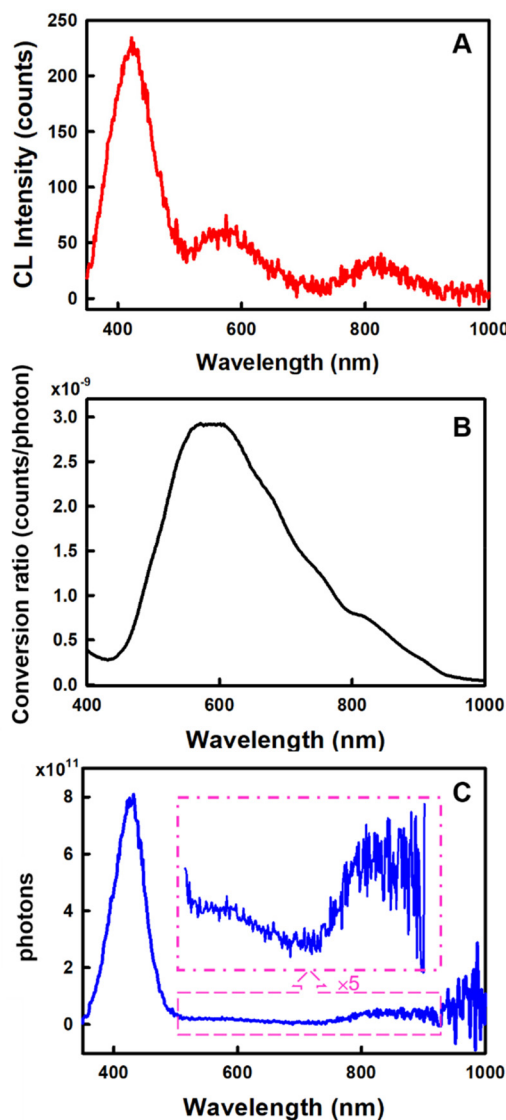 A
250
200
150
100
50
0
CL Intensity (counts)
400 600 800 1000
Wavelength (nm)
x10⁻⁹
B
3.0
2.5
2.0
1.5
1.0
0.5
0.0
Conversion ratio (counts/photon)
400 600 800 1000
Wavelength (nm)
x10¹¹
C
8
6
4
2
0
photons
×5
400 600 800 1000
Wavelength (nm)